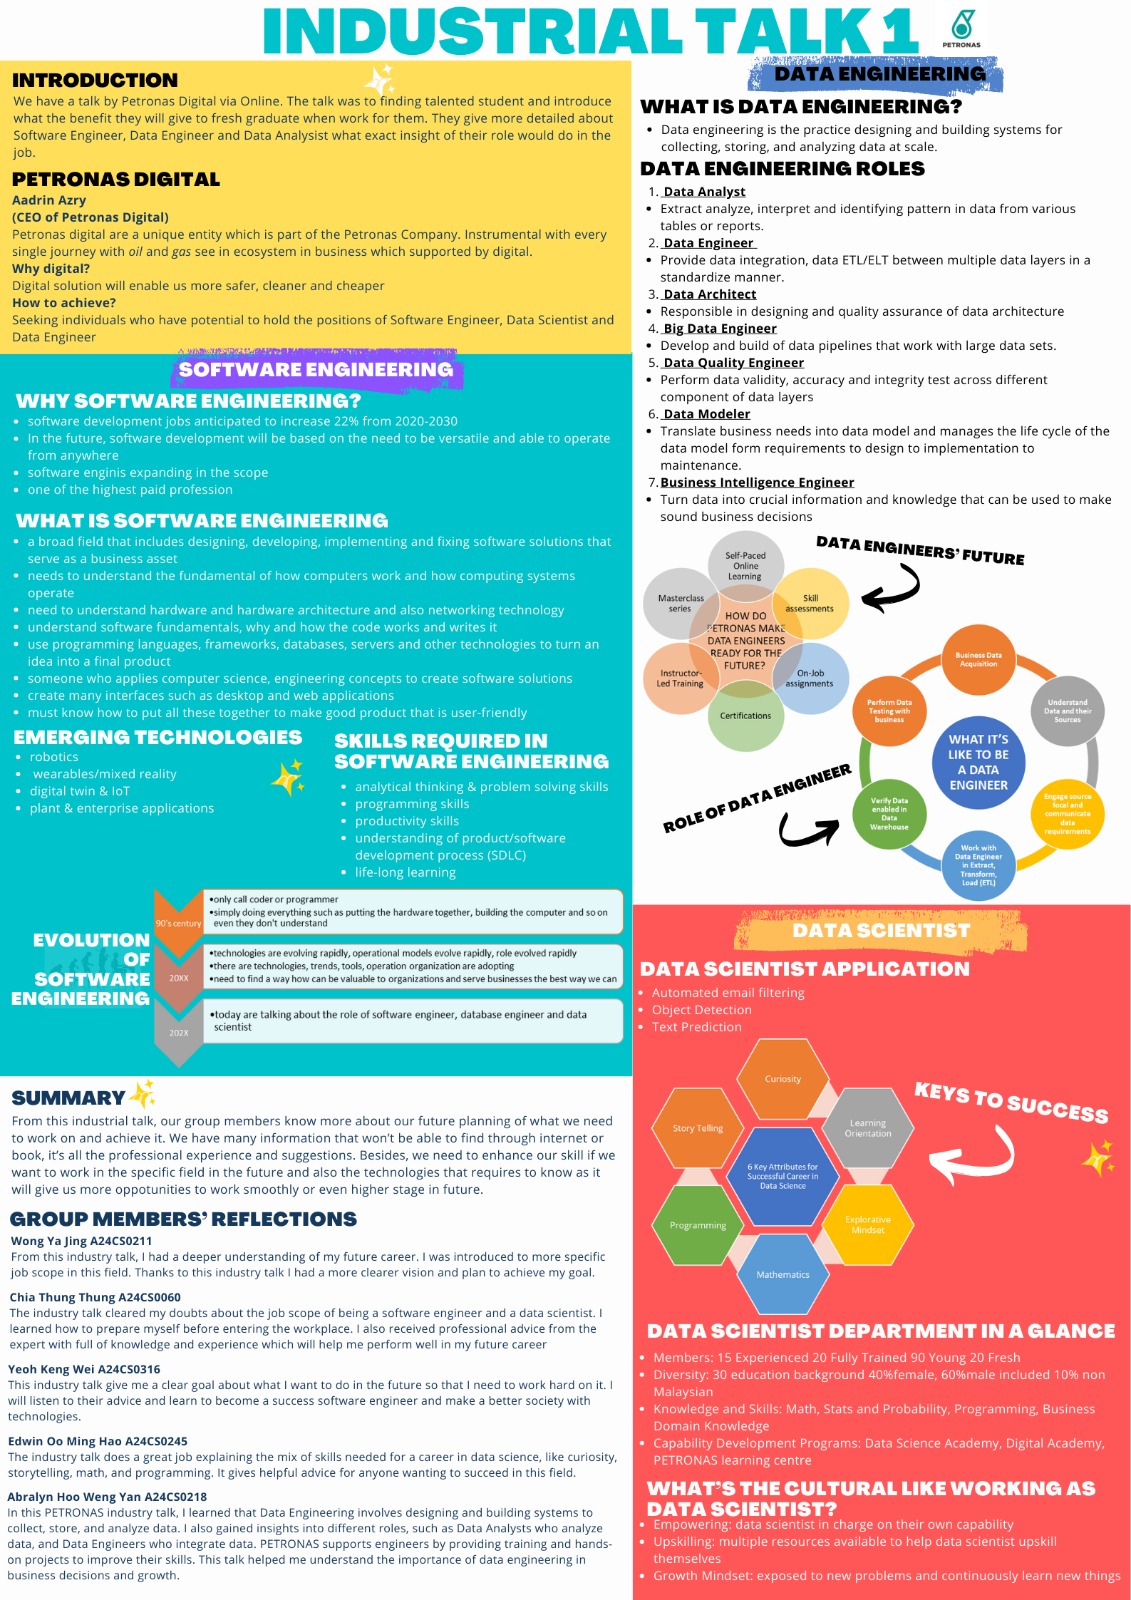 INDUSTRIAL TALK 1
PETRONAS
INTRODUCTION
We have a talk by Petronas Digital via Online. The talk was to finding talented student and introduce
what the benefit they will give to fresh graduate when work for them. They give more detailed about
Software Engineer, Data Engineer and Data Analysist what exact insight of their role would do in the
job.
PETRONAS DIGITAL
Aadrin Azry
(CEO of Petronas Digital)
Petronas digital are a unique entity which is part of the Petronas Company. Instrumental with every
single journey with oil and gas see in ecosystem in business which supported by digital.
Why digital?
Digital solution will enable us more safer, cleaner and cheaper
How to achieve?
Seeking individuals who have potential to hold the positions of Software Engineer, Data Scientist and
Data Engineer
SOFTWARE ENGINEERING
WHY SOFTWARE ENGINEERING?
• software development jobs anticipated to increase 22% from 2020-2030
• In the future, software development will be based on the need to be versatile and able to operate
from anywhere
• software enginis expanding in the scope
• one of the highest paid profession
WHAT IS SOFTWARE ENGINEERING
• a broad field that includes designing, developing, implementing and fixing software solutions that
serve as a business asset
• needs to understand the fundamental of how computers work and how computing systems
operate
• need to understand hardware and hardware architecture and also networking technology
• understand software fundamentals, why and how the code works and writes it
• use programming languages, frameworks, databases, servers and other technologies to turn an
idea into a final product
• someone who applies computer science, engineering concepts to create software solutions
• create many interfaces such as desktop and web applications
• must know how to put all these together to make good product that is user-friendly
EMERGING TECHNOLOGIES
• robotics
• wearables/mixed reality
• digital twin & IoT
• plant & enterprise applications
SKILLS REQUIRED IN
SOFTWARE ENGINEERING
• analytical thinking & problem solving skills
• programming skills
• productivity skills
• understanding of product/software
development process (SDLC)
• life-long learning
EVOLUTION
OF
SOFTWARE
ENGINEERING
90's century
•only call coder or programmer
•simply doing everything such as putting the hardware together, building the computer and so on
even they don't understand
20XX
•technologies are evolving rapidly, operational models evolve rapidly, role evolved rapidly
•there are technologies, trends, tools, operation organization are adopting
•need to find a way how can be valuable to organizations and serve businesses the best way we can
202X
•today are talking about the role of software engineer, database engineer and data
scientist
SUMMARY
From this industrial talk, our group members know more about our future planning of what we need
to work on and achieve it. We have many information that won't be able to find through internet or
book, it's all the professional experience and suggestions. Besides, we need to enhance our skill if we
want to work in the specific field in the future and also the technologies that requires to know as it
will give us more oppotunities to work smoothly or even higher stage in future.
GROUP MEMBERS' REFLECTIONS
Wong Ya Jing A24CS0211
From this industry talk, I had a deeper understanding of my future career. I was introduced to more specific
job scope in this field. Thanks to this industry talk I had a more clearer vision and plan to achieve my goal.
Chia Thung Thung A24CS0060
The industry talk cleared my doubts about the job scope of being a software engineer and a data scientist. I
learned how to prepare myself before entering the workplace. I also received professional advice from the
expert with full of knowledge and experience which will help me perform well in my future career
Yeoh Keng Wei A24CS0316
This industry talk give me a clear goal about what I want to do in the future so that I need to work hard on it. I
will listen to their advice and learn to become a success software engineer and make a better society with
technologies.
Edwin Oo Ming Hao A24CS0245
The industry talk does a great job explaining the mix of skills needed for a career in data science, like curiosity,
storytelling, math, and programming. It gives helpful advice for anyone wanting to succeed in this field.
Abralyn Hoo Weng Yan A24CS0218
In this PETRONAS industry talk, I learned that Data Engineering involves designing and building systems to
collect, store, and analyze data. I also gained insights into different roles, such as Data Analysts who analyze
data, and Data Engineers who integrate data. PETRONAS supports engineers by providing training and hands-
on projects to improve their skills. This talk helped me understand the importance of data engineering in
business decisions and growth.
DATA ENGINEERING
WHAT IS DATA ENGINEERING?
• Data engineering is the practice designing and building systems for
collecting, storing, and analyzing data at scale.
DATA ENGINEERING ROLES
1. Data Analyst
• Extract analyze, interpret and identifying pattern in data from various
tables or reports.
2. Data Engineer
• Provide data integration, data ETL/ELT between multiple data layers in a
standardize manner.
3. Data Architect
• Responsible in designing and quality assurance of data architecture
4. Big Data Engineer
• Develop and build of data pipelines that work with large data sets.
5. Data Quality Engineer
• Perform data validity, accuracy and integrity test across different
component of data layers
6. Data Modeler
• Translate business needs into data model and manages the life cycle of the
data model form requirements to design to implementation to
maintenance.
7. Business Intelligence Engineer
• Turn data into crucial information and knowledge that can be used to make
sound business decisions
DATA ENGINEERS' FUTURE
Self-Paced
Online
Learning
Masterclass
series
Skill
assessments
HOW DO
PETRONAS MAKE
DATA ENGINEERS
READY FOR THE
FUTURE?
Instructor-
Led Training
On-Job
assignments
Certifications
ROLE OF DATA ENGINEER
Business Data
Acquisition
Perform Data
Testing with
business
Understand
Data and their
Sources
WHAT IT'S
LIKE TO BE
A DATA
ENGINEER
Verify Data
enabled in
Data
Warehouse
Engage source
focal and
communicate
data
requirements
Work with
Data Engineer
in Extract,
Transform,
Load (ETL)
DATA SCIENTIST
DATA SCIENTIST APPLICATION
• Automated email filtering
• Object Detection
• Text Prediction
KEYS TO SUCCESS
Curiosity
Story Telling
Learning
Orientation
6 Key Attributes for
Successful Career in
Data Science
Programming
Explorative
Mindset
Mathematics
DATA SCIENTIST DEPARTMENT IN A GLANCE
• Members: 15 Experienced 20 Fully Trained 90 Young 20 Fresh
• Diversity: 30 education background 40%female, 60%male included 10% non
Malaysian
• Knowledge and Skills: Math, Stats and Probability, Programming, Business
Domain Knowledge
• Capability Development Programs: Data Science Academy, Digital Academy,
PETRONAS learning centre
WHAT'S THE CULTURAL LIKE WORKING AS
DATA SCIENTIST?
• Empowering: data scientist in charge on their own capability
• Upskilling: multiple resources available to help data scientist upskill
themselves
• Growth Mindset: exposed to new problems and continuously learn new things